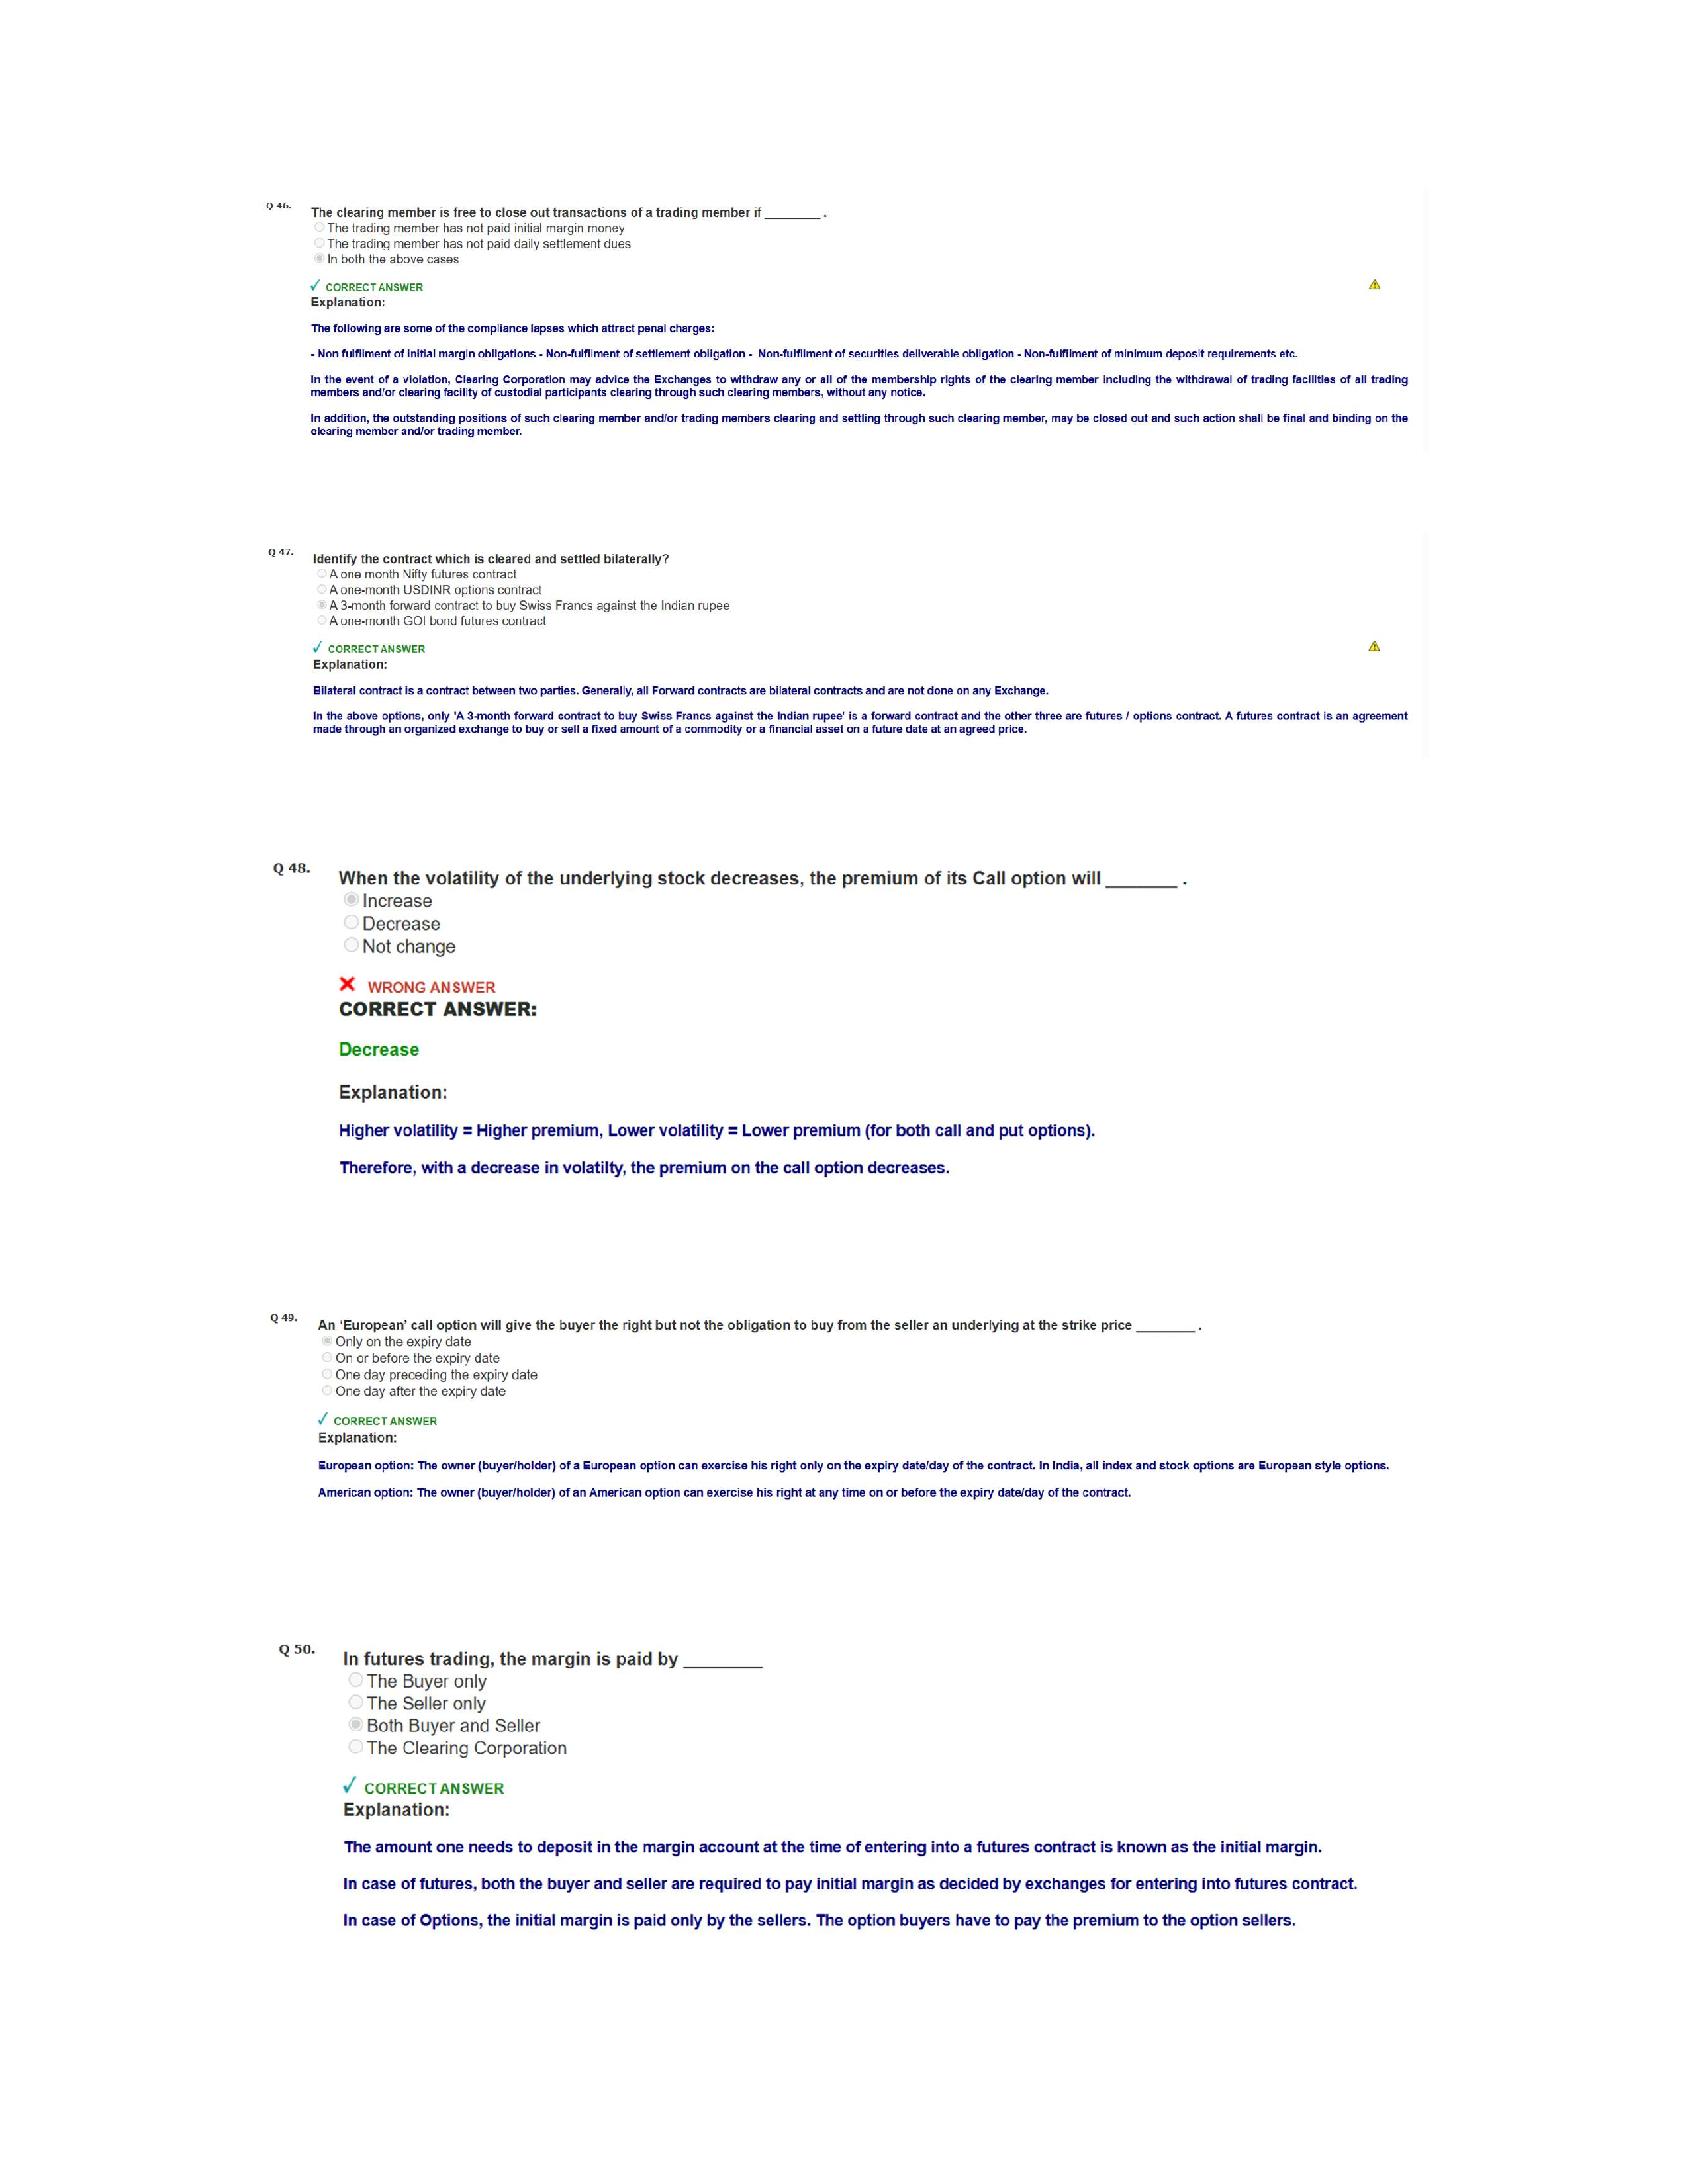 Q 46.
The clearing member is free to close out transactions of a trading member if ________ .
The trading member has not paid initial margin money
The trading member has not paid daily settlement dues
In both the above cases
✓ CORRECT ANSWER
Explanation:
The following are some of the compliance lapses which attract penal charges:
- Non fulfilment of initial margin obligations - Non-fulfilment of settlement obligation - Non-fulfilment of securities deliverable obligation - Non-fulfilment of minimum deposit requirements etc.
In the event of a violation, Clearing Corporation may advice the Exchanges to withdraw any or all of the membership rights of the clearing member including the withdrawal of trading facilities of all trading
members and/or clearing facility of custodial participants clearing through such clearing members, without any notice.
In addition, the outstanding positions of such clearing member and/or trading members clearing and settling through such clearing member, may be closed out and such action shall be final and binding on the
clearing member and/or trading member.
Q 47.
Identify the contract which is cleared and settled bilaterally?
A one month Nifty futures contract
A one-month USDINR options contract
A 3-month forward contract to buy Swiss Francs against the Indian rupee
A one-month GOI bond futures contract
✓ CORRECT ANSWER
Explanation:
Bilateral contract is a contract between two parties. Generally, all Forward contracts are bilateral contracts and are not done on any Exchange.
In the above options, only 'A 3-month forward contract to buy Swiss Francs against the Indian rupee' is a forward contract and the other three are futures / options contract. A futures contract is an agreement
made through an organized exchange to buy or sell a fixed amount of a commodity or a financial asset on a future date at an agreed price.
Q 48.
When the volatility of the underlying stock decreases, the premium of its Call option will _______ .
Increase
Decrease
Not change
✕ WRONG ANSWER
CORRECT ANSWER:
Decrease
Explanation:
Higher volatility = Higher premium, Lower volatility = Lower premium (for both call and put options).
Therefore, with a decrease in volatilty, the premium on the call option decreases.
Q 49.
An ‘European’ call option will give the buyer the right but not the obligation to buy from the seller an underlying at the strike price ________ .
Only on the expiry date
On or before the expiry date
One day preceding the expiry date
One day after the expiry date
✓ CORRECT ANSWER
Explanation:
European option: The owner (buyer/holder) of a European option can exercise his right only on the expiry date/day of the contract. In India, all index and stock options are European style options.
American option: The owner (buyer/holder) of an American option can exercise his right at any time on or before the expiry date/day of the contract.
Q 50.
In futures trading, the margin is paid by ________
The Buyer only
The Seller only
Both Buyer and Seller
The Clearing Corporation
✓ CORRECT ANSWER
Explanation:
The amount one needs to deposit in the margin account at the time of entering into a futures contract is known as the initial margin.
In case of futures, both the buyer and seller are required to pay initial margin as decided by exchanges for entering into futures contract.
In case of Options, the initial margin is paid only by the sellers. The option buyers have to pay the premium to the option sellers.